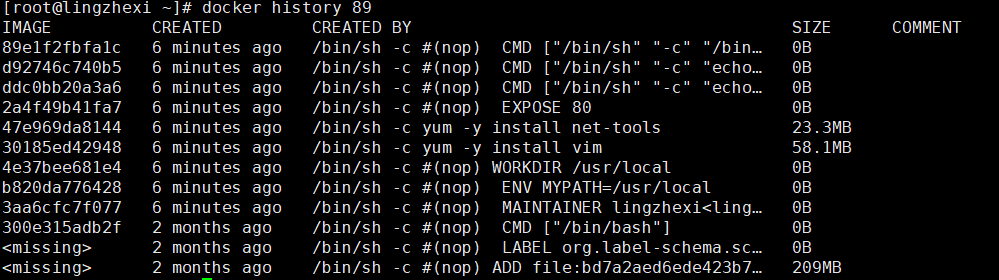 [root@lingzhexi ~]# docker history 89
IMAGE CREATED CREATED BY SIZE COMMENT
89e1f2fbfa1c 6 minutes ago /bin/sh -c #(nop) CMD ["/bin/sh" "-c" "/bin… 0B
d92746c740b5 6 minutes ago /bin/sh -c #(nop) CMD ["/bin/sh" "-c" "echo… 0B
ddc0bb20a3a6 6 minutes ago /bin/sh -c #(nop) CMD ["/bin/sh" "-c" "echo… 0B
2a4f49b41fa7 6 minutes ago /bin/sh -c #(nop) EXPOSE 80 0B
47e969da8144 6 minutes ago /bin/sh -c yum -y install net-tools 23.3MB
30185ed42948 6 minutes ago /bin/sh -c yum -y install vim 58.1MB
4e37bee681e4 6 minutes ago /bin/sh -c #(nop) WORKDIR /usr/local 0B
b820da776428 6 minutes ago /bin/sh -c #(nop) ENV MYPATH=/usr/local 0B
3aa6cfc7f077 6 minutes ago /bin/sh -c #(nop) MAINTAINER lingzhexi<ling… 0B
300e315adb2f 2 months ago /bin/sh -c #(nop) CMD ["/bin/bash"] 0B
<missing> 2 months ago /bin/sh -c #(nop) LABEL org.label-schema.sc… 0B
<missing> 2 months ago /bin/sh -c #(nop) ADD file:bd7a2aed6ede423b7… 209MB